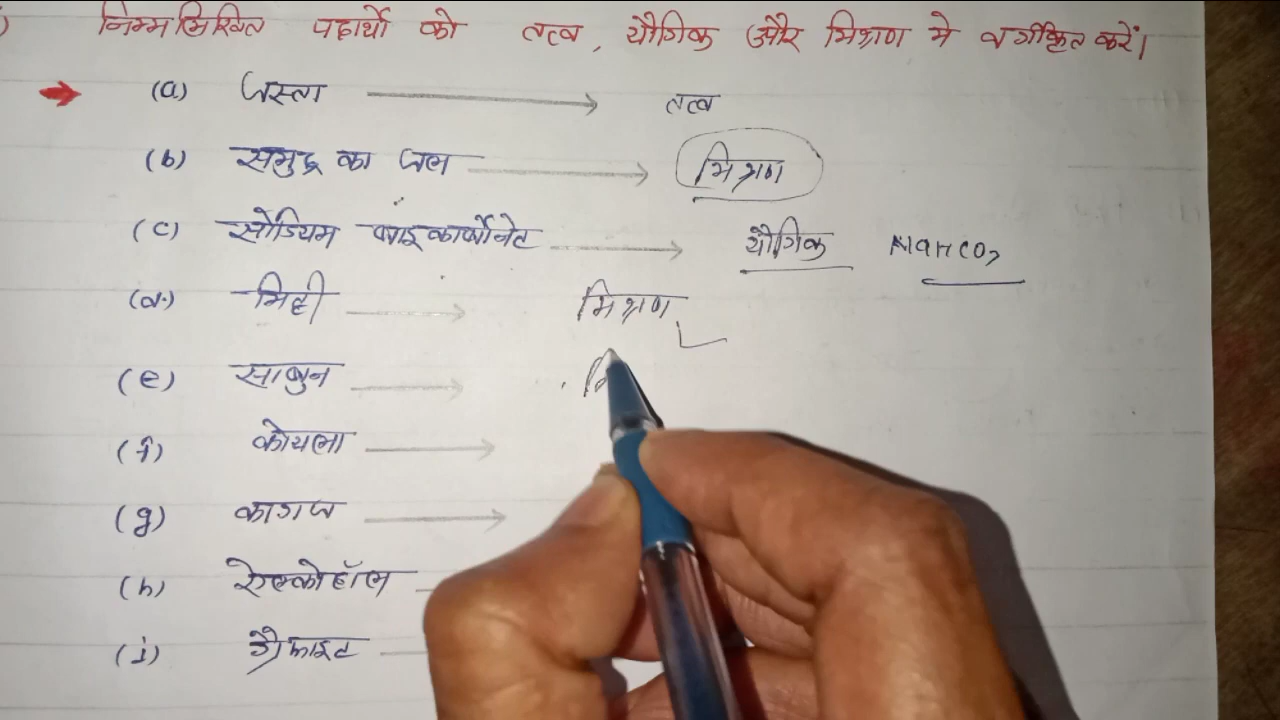 ) निम्नलिखित पदार्थो को तत्व, यौगिक और मिश्रण मे वर्गीकृत करें।
(a) जस्ता तत्व
(b) समुद्र का जल मिश्रण
(c) सोडियम बाइकार्बोनेट यौगिक NaHCO3
(d.) मिट्टी मिश्रण
(e) साबुन मि
(f) कोयला
(g) कागज
(h) ऐल्कोहॉल
(i) ग्रेफाइट